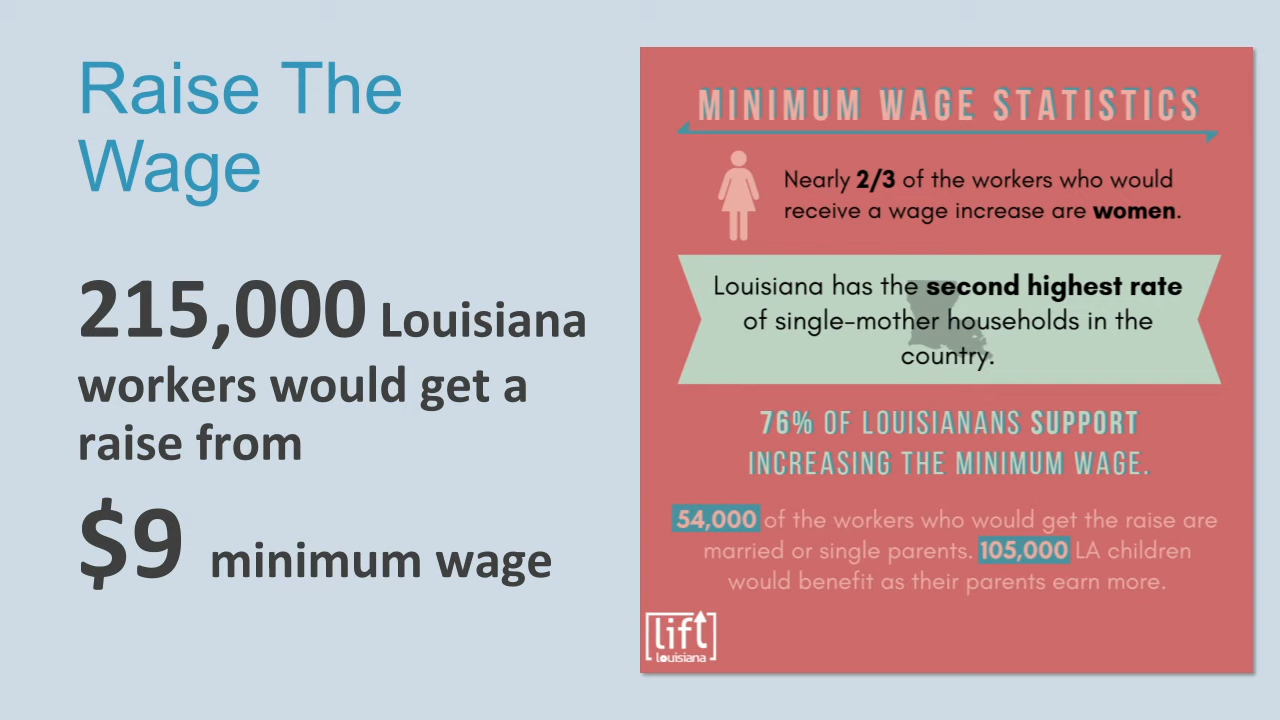 Raise The
Wage
215,000 Louisiana
workers would get a
raise from
$9 minimum wage
MINIMUM WAGE STATISTICS
Nearly 2/3 of the workers who would
receive a wage increase are women.
Louisiana has the second highest rate
of single-mother households in the
country.
76% OF LOUISIANANS SUPPORT
INCREASING THE MINIMUM WAGE.
54,000 of the workers who would get the raise are
married or single parents. 105,000 LA children
would benefit as their parents earn more.
lift
Louisiana